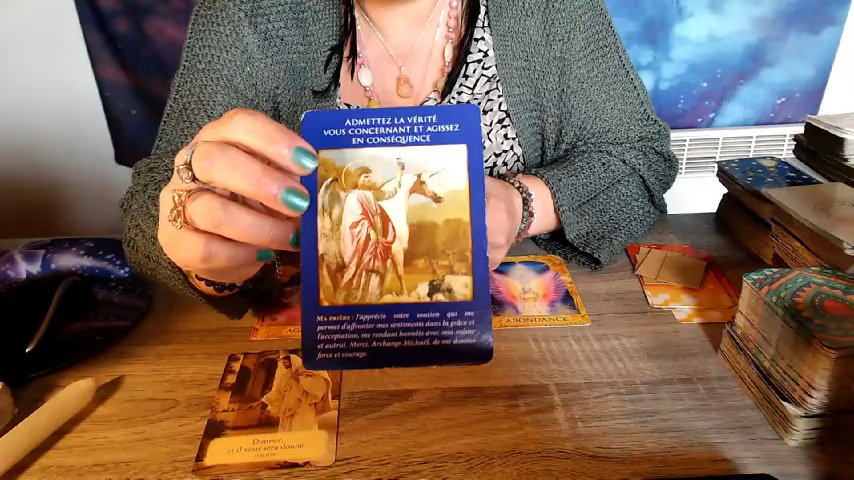 ADMETTEZ LA VÉRITÉ
VOUS CONCERNANT ET AGISSEZ
EN CONSÉQUENCE
MA PRIÈRE : J'apprécie votre soutien qui me
permet d'affronter mes sentiments dans la grâce et
l'acceptation, me rendant honnête avec moi-même
et autrui. Merci, Archange Michaël, de me donner
force et courage.
ABONDANCE
Donnez,
et il vous sera donné